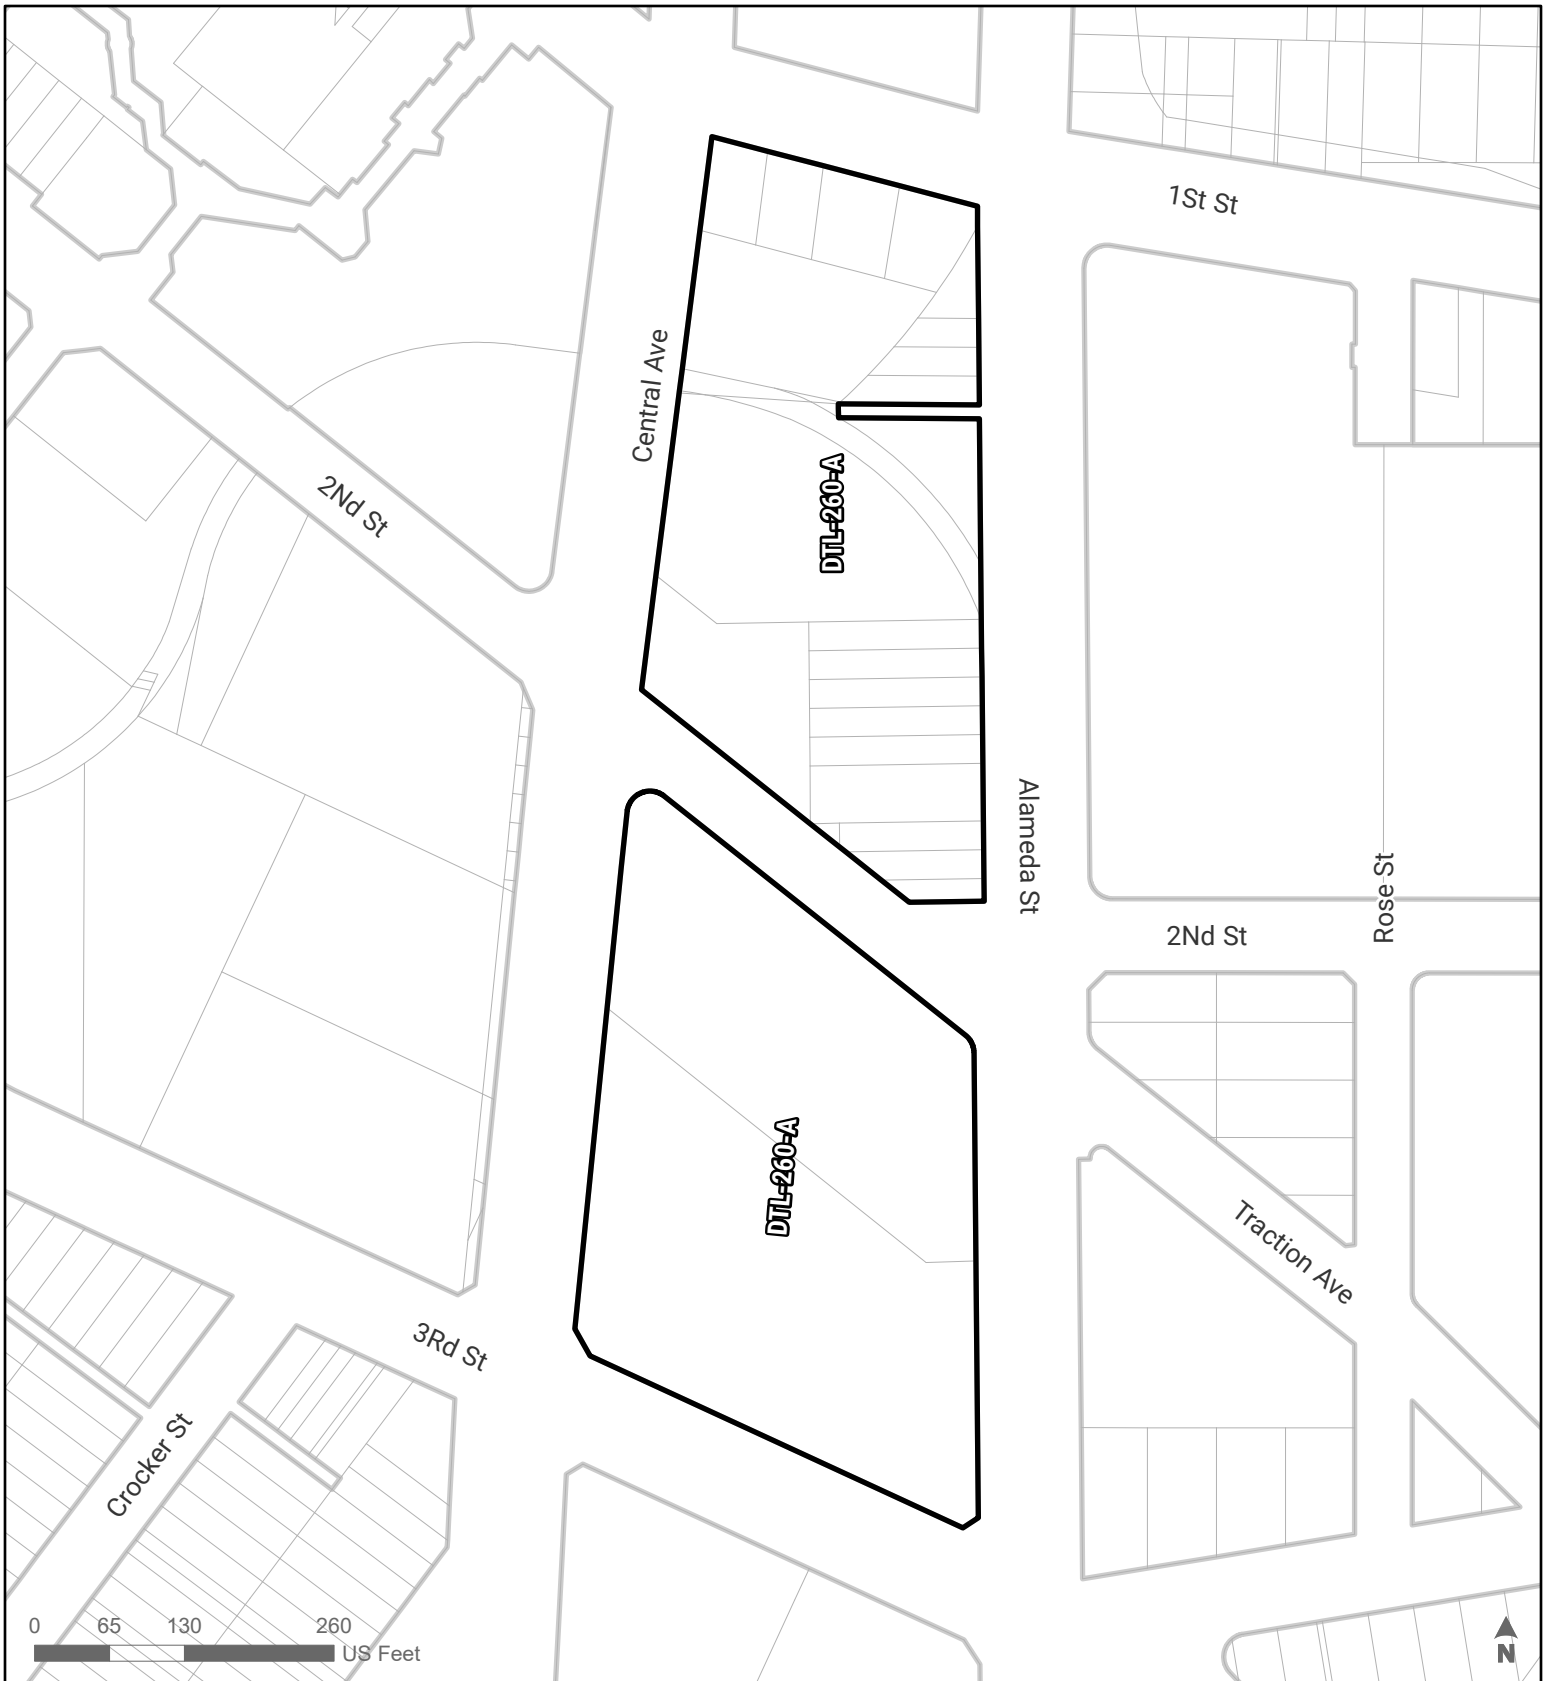 1St St
Central Ave
2Nd St
DTL-260-A
Alameda St
Rose St
2Nd St
DTL-260-A
Traction Ave
3Rd St
Crocker St
0 65 130 260
US Feet
N